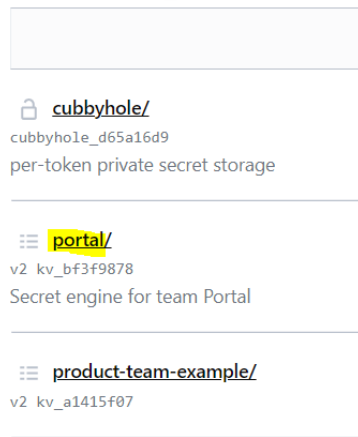 cubbyhole/
cubbyhole_d65a16d9
per-token private secret storage
portal/
v2 kv_bf3f9878
Secret engine for team Portal
product-team-example/
v2 kv_a1415f07